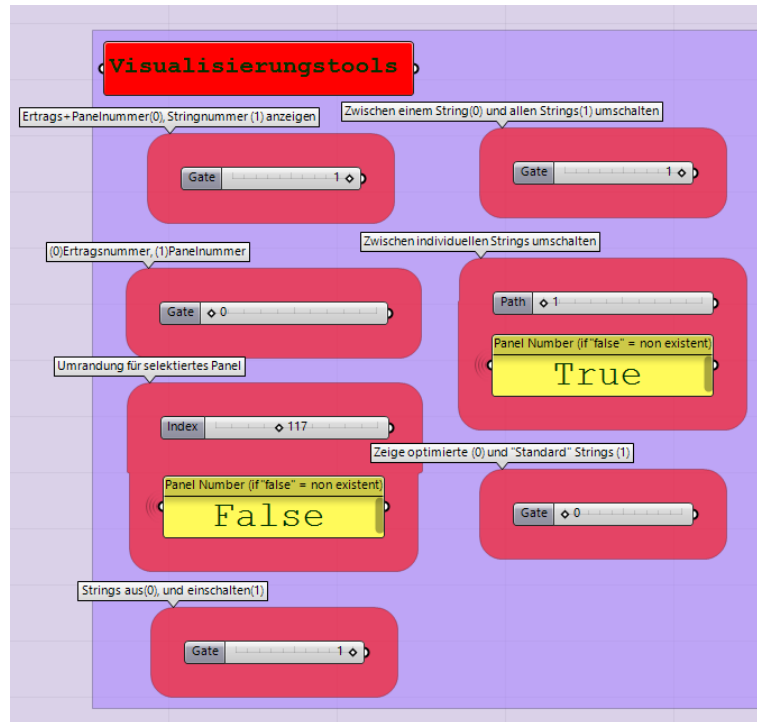 Visualisierungstools
Ertrags+Panelnummer(0), Stringnummer (1) anzeigen
Gate 1
(0)Ertragsnummer, (1)Panelnummer
Gate 0
Umrandung für selektiertes Panel
Index 117
Panel Number (if"false" = non existent)
False
Strings aus(0), und einschalten(1)
Gate 1
Zwischen einem String(0) und allen Strings(1) umschalten
Gate 1
Zwischen individuellen Strings umschalten
Path 1
Panel Number (if"false" = non existent)
True
Zeige optimierte (0) und "Standard" Strings (1)
Gate 0